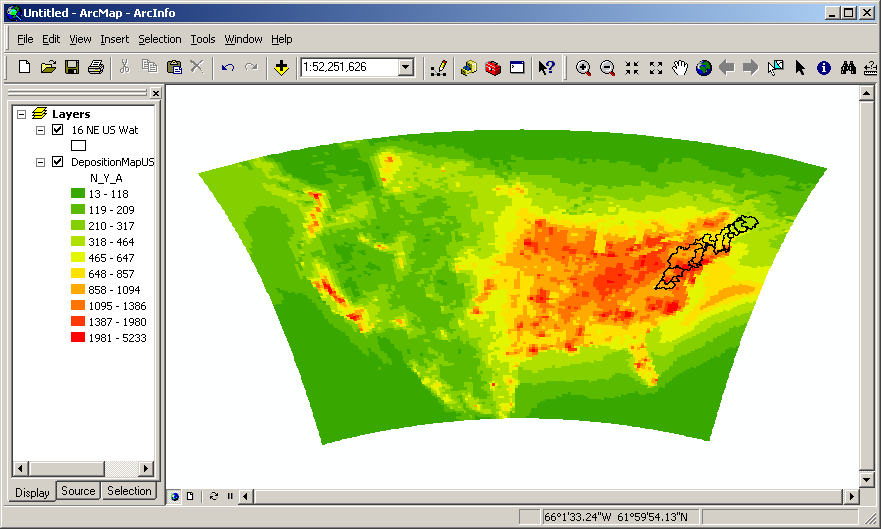 Untitled - ArcMap - ArcInfo
File Edit View Insert Selection Tools Window Help
1:52,251,626
Layers
16 NE US Wat
DepositionMapUS
N_Y_A
13 - 118
119 - 209
210 - 317
318 - 464
465 - 647
648 - 857
858 - 1094
1095 - 1386
1387 - 1980
1981 - 5233
Display Source Selection
66°1'33.24"W 61°59'54.13"N